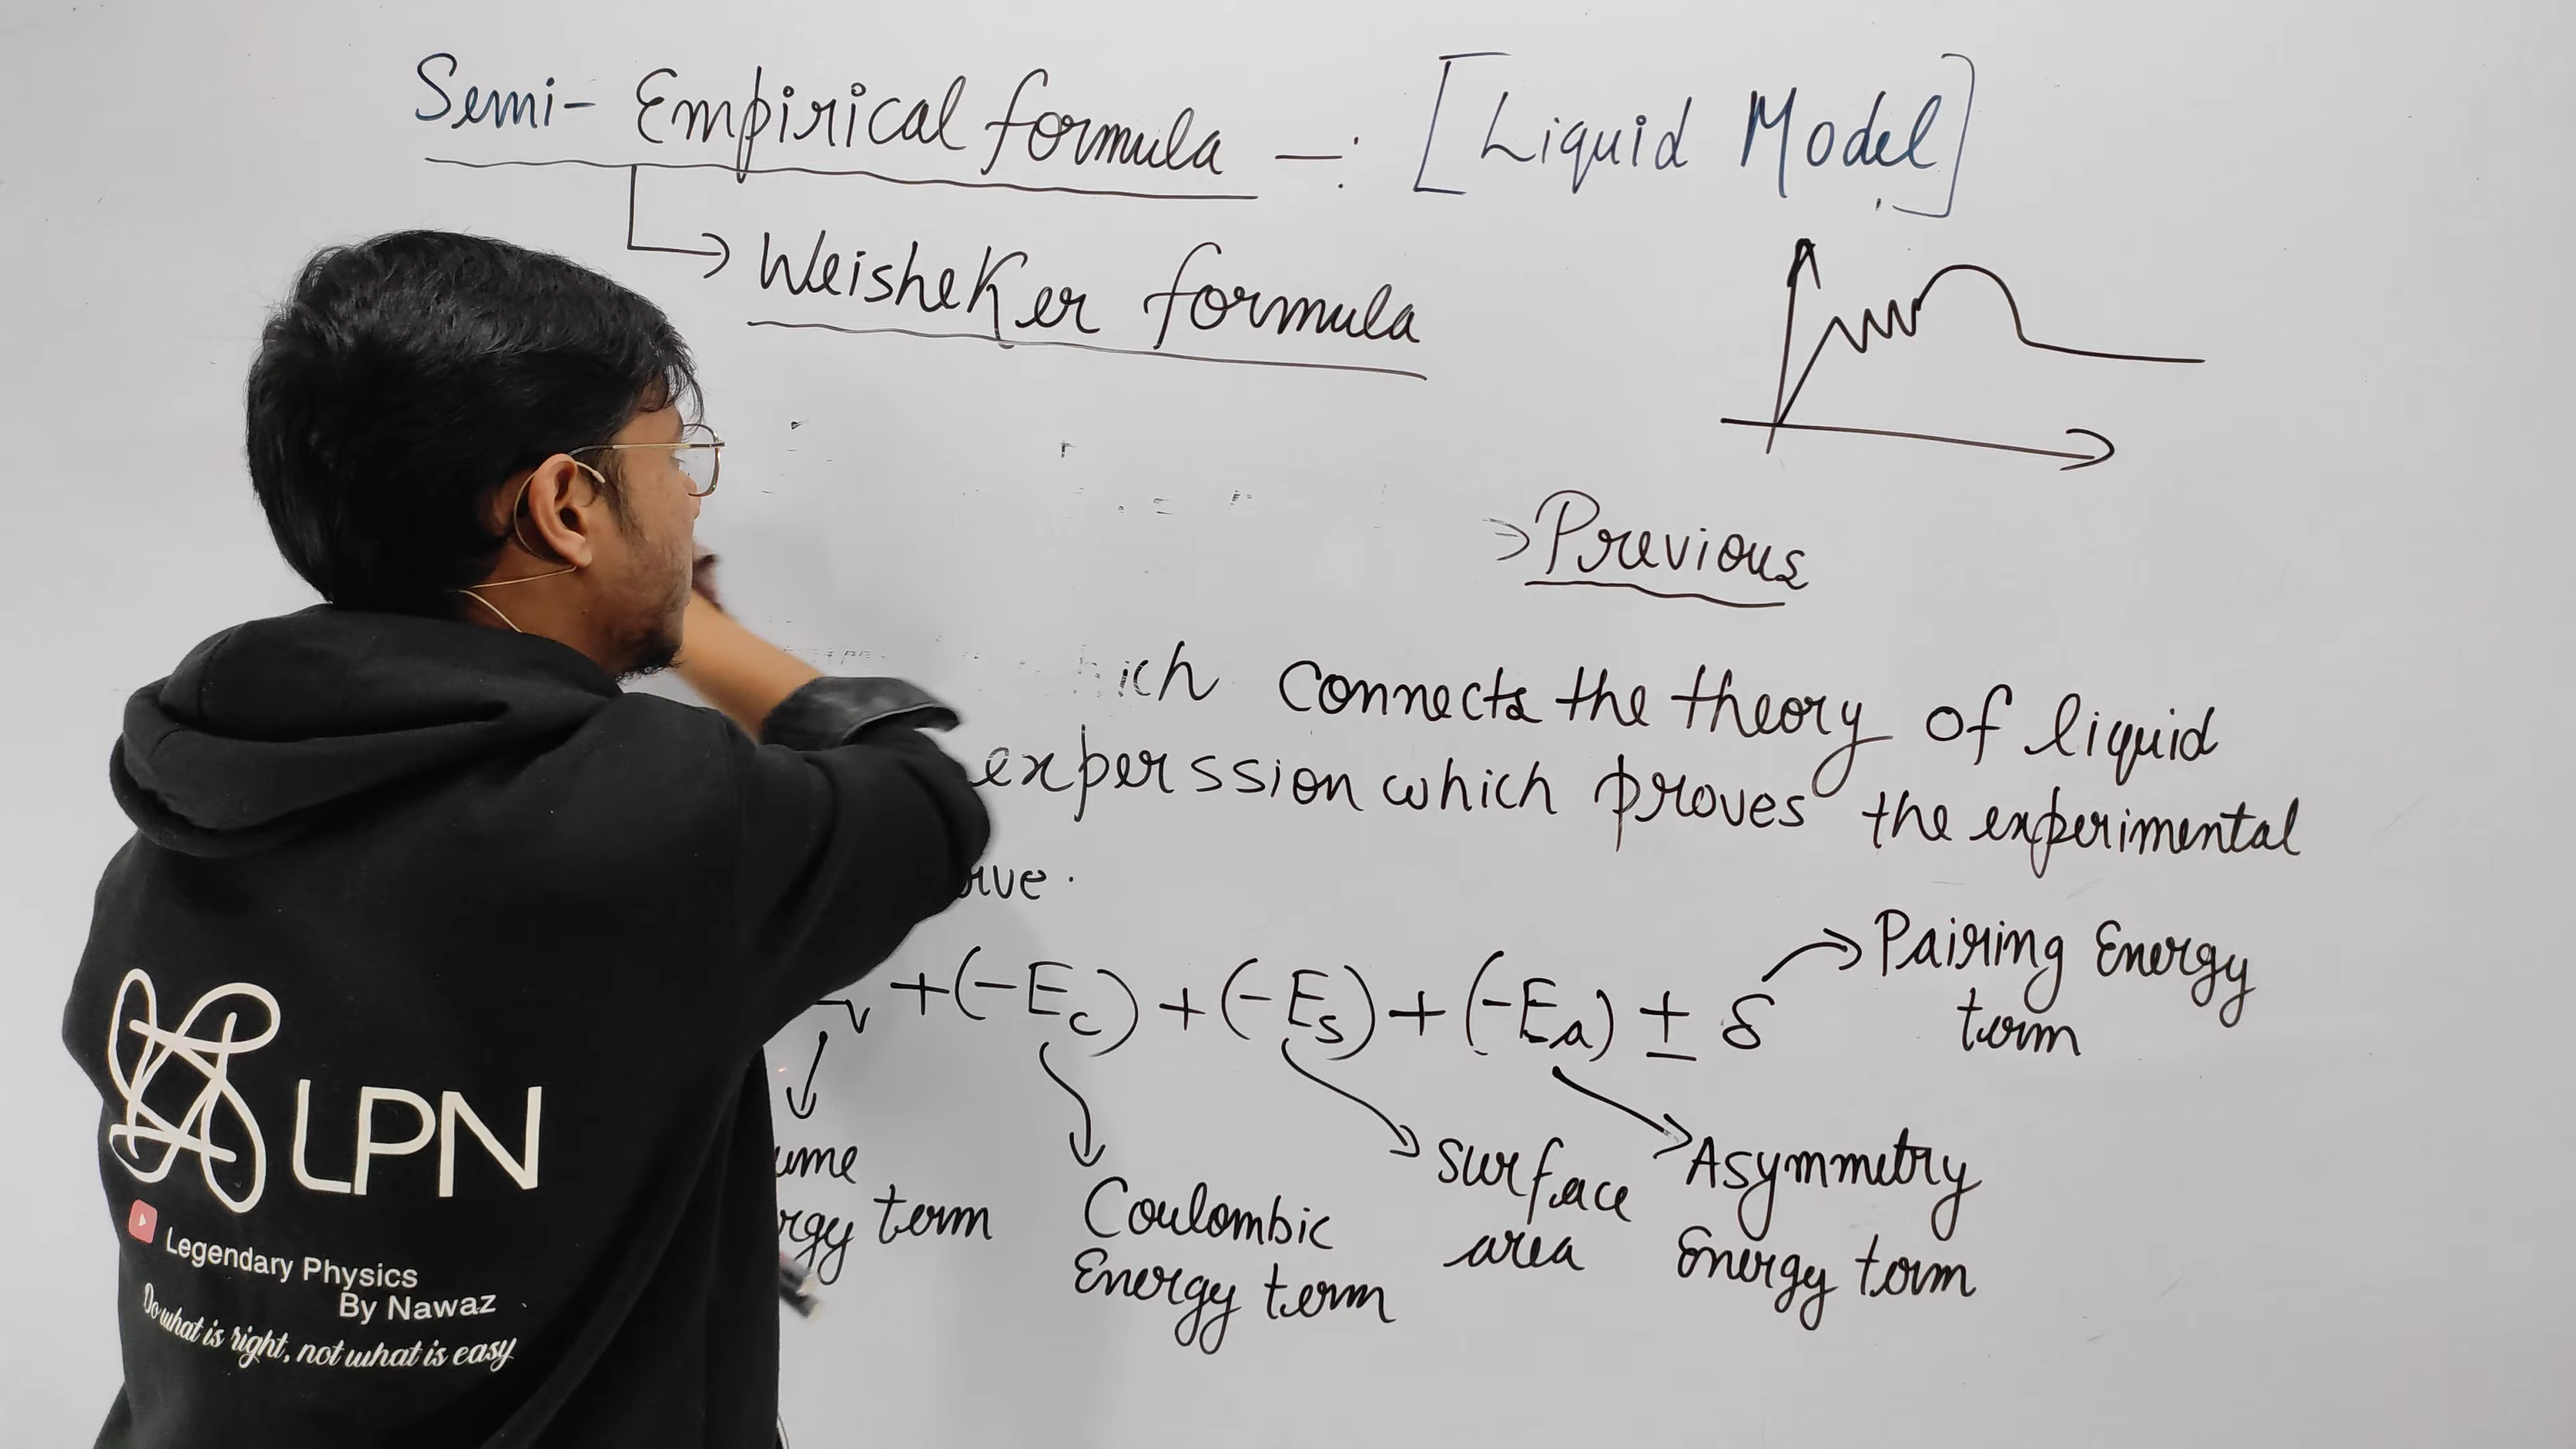 Semi- Empirical formula —: [Liquid Model]
Weisheker formula
Previous
ich connects the theory of liquid
experssion which proves the experimental
+(-Ec) + (-Es) + (-Ea) ± δ
Pairing Energy
term
ume
rgy term
Coulombic
Energy term
surface
area
Asymmetry
Energy term
LPN
Legendary Physics
By Nawaz
Do what is right, not what is easy